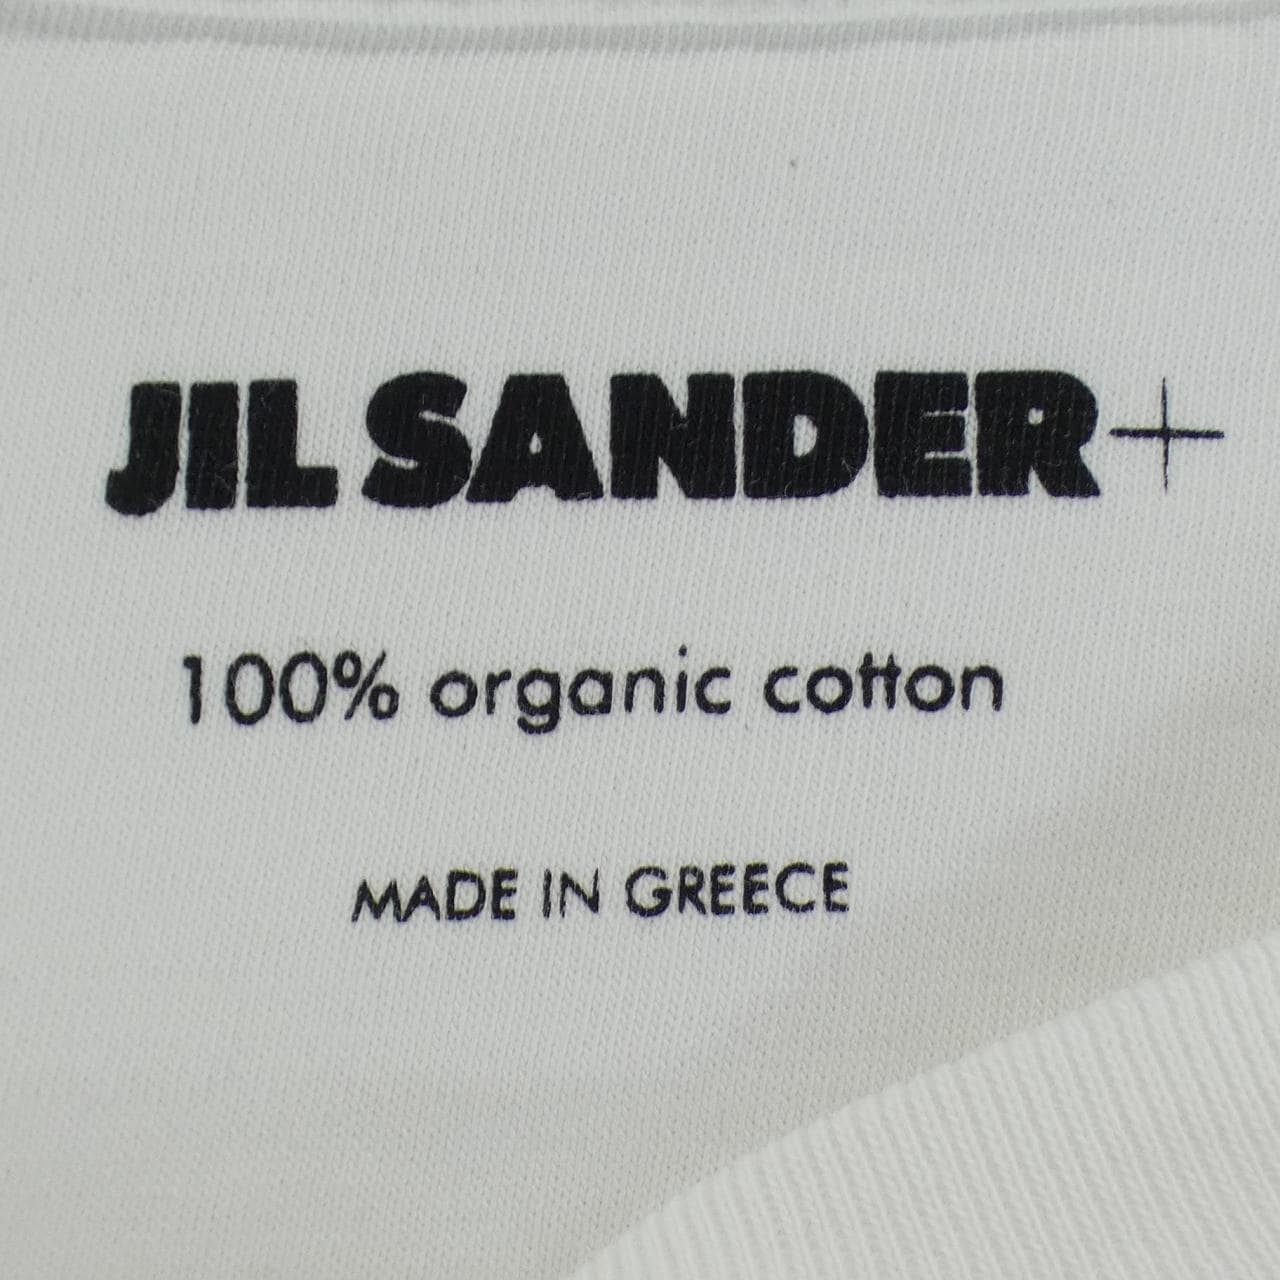 JIL SANDER+
100% organic cotton
MADE IN GREECE